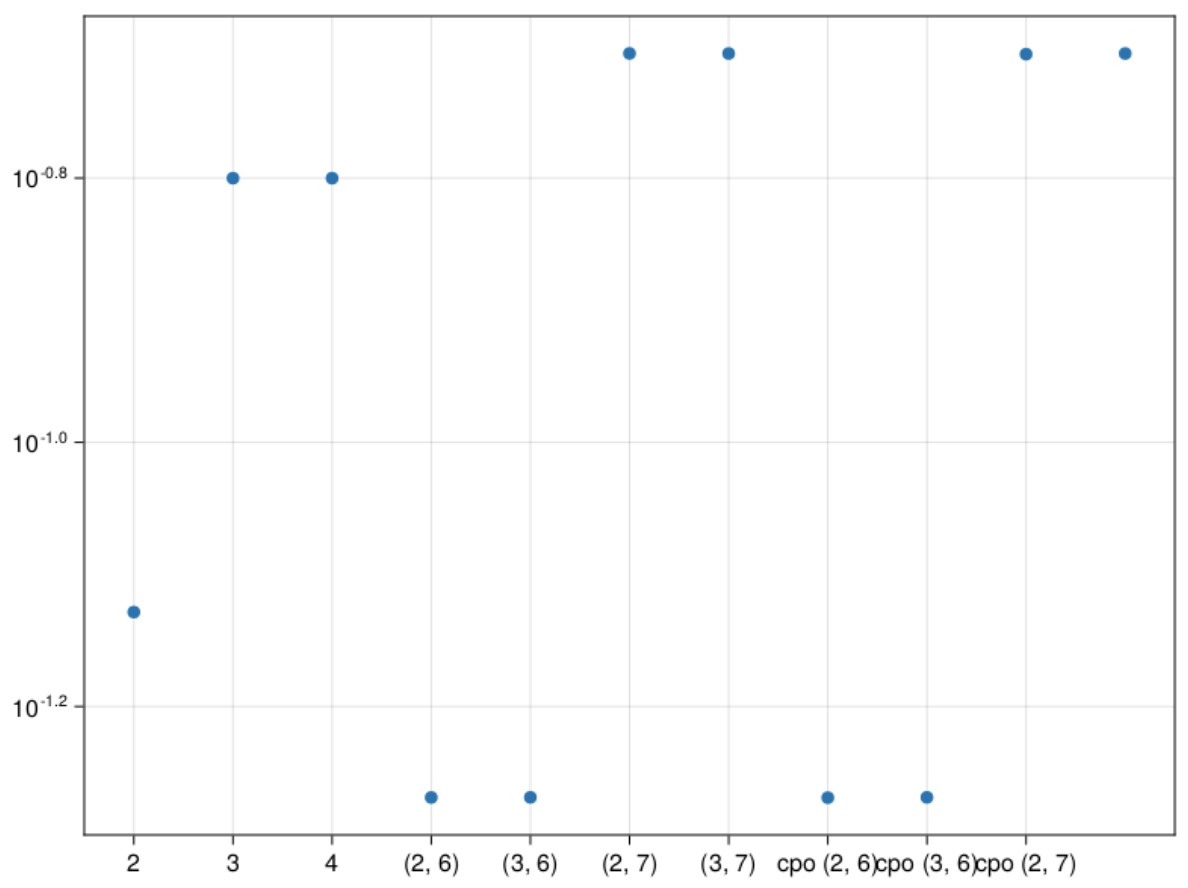 10-0.8
10-1.0
10-1.2
2 3 4 (2, 6) (3, 6) (2, 7) (3, 7) cpo (2, 6) cpo (3, 6) cpo (2, 7)